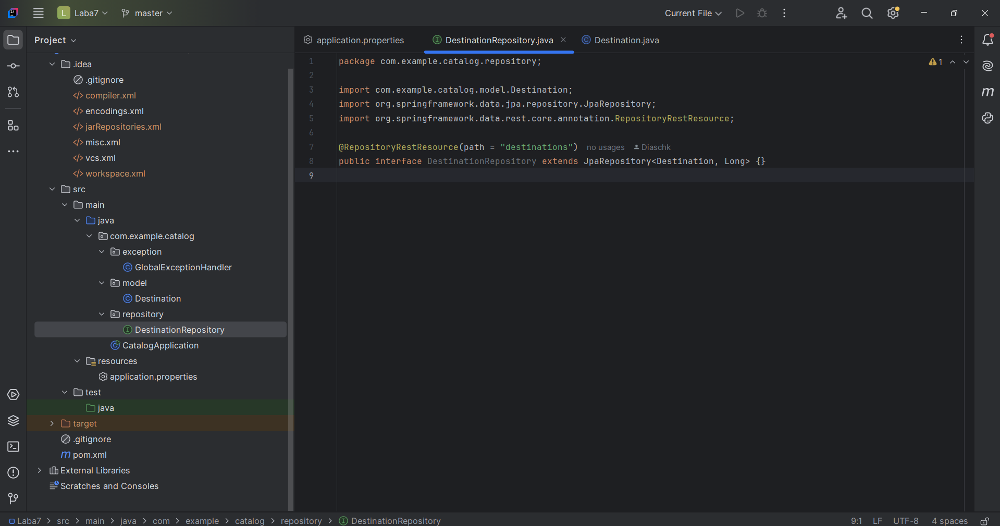 L Laba7 master Current File
Project
.idea
.gitignore
compiler.xml
encodings.xml
jarRepositories.xml
misc.xml
vcs.xml
workspace.xml
src
main
java
com.example.catalog
exception
GlobalExceptionHandler
model
Destination
repository
DestinationRepository
CatalogApplication
resources
application.properties
test
java
target
.gitignore
pom.xml
External Libraries
Scratches and Consoles
application.properties DestinationRepository.java Destination.java
1 package com.example.catalog.repository;
2
3 import com.example.catalog.model.Destination;
4 import org.springframework.data.jpa.repository.JpaRepository;
5 import org.springframework.data.rest.core.annotation.RepositoryRestResource;
6
7 @RepositoryRestResource(path = "destinations") no usages Diaschk
8 public interface DestinationRepository extends JpaRepository<Destination, Long> {}
9
1
Laba7 > src > main > java > com > example > catalog > repository > DestinationRepository
9:1 LF UTF-8 4 spaces